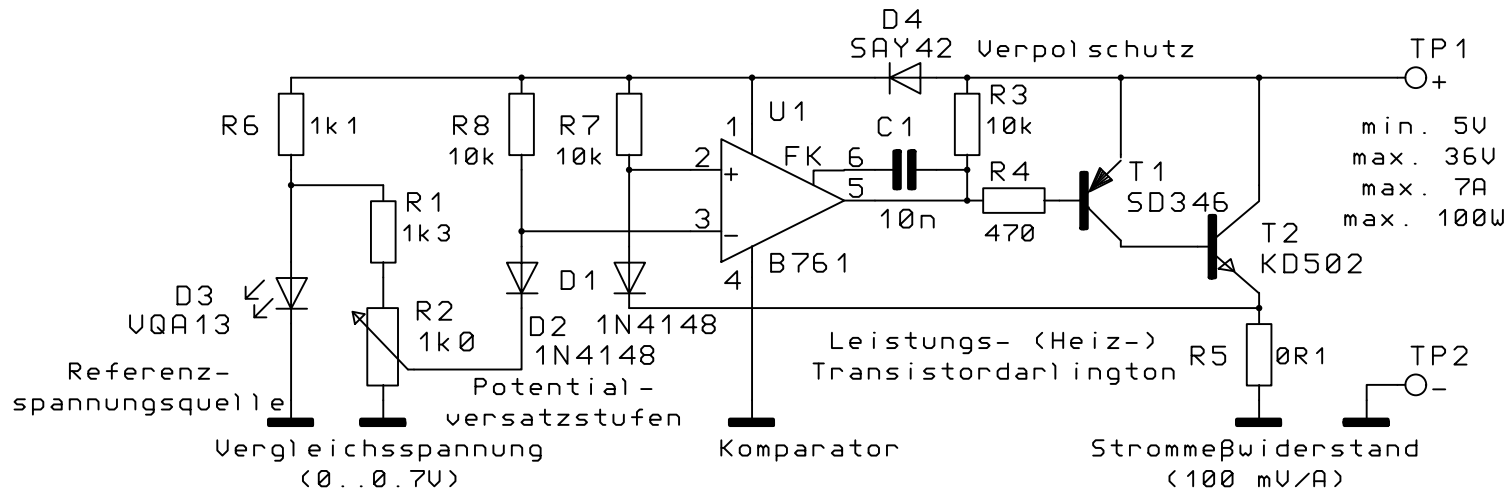 D4
SAY42
Verpolschutz
TP1
+
R6
1k1
R8
10k
R7
10k
U1
1
2
+
3
-
4
FK
6
5
B761
C1
10n
R3
10k
R4
470
T1
SD346
T2
KD502
min. 5V
max. 36V
max. 7A
max. 100W
R1
1k3
D3
VQA13
R2
1k0
D1
1N4148
D2
1N4148
R5
0R1
TP2
-
Referenz-
spannungsquelle
Potential-
versatzstufen
Leistungs- (Heiz-)
Transistordarlington
Vergleichsspannung
(0..0.7V)
Komparator
Strommeßwiderstand
(100 mV/A)